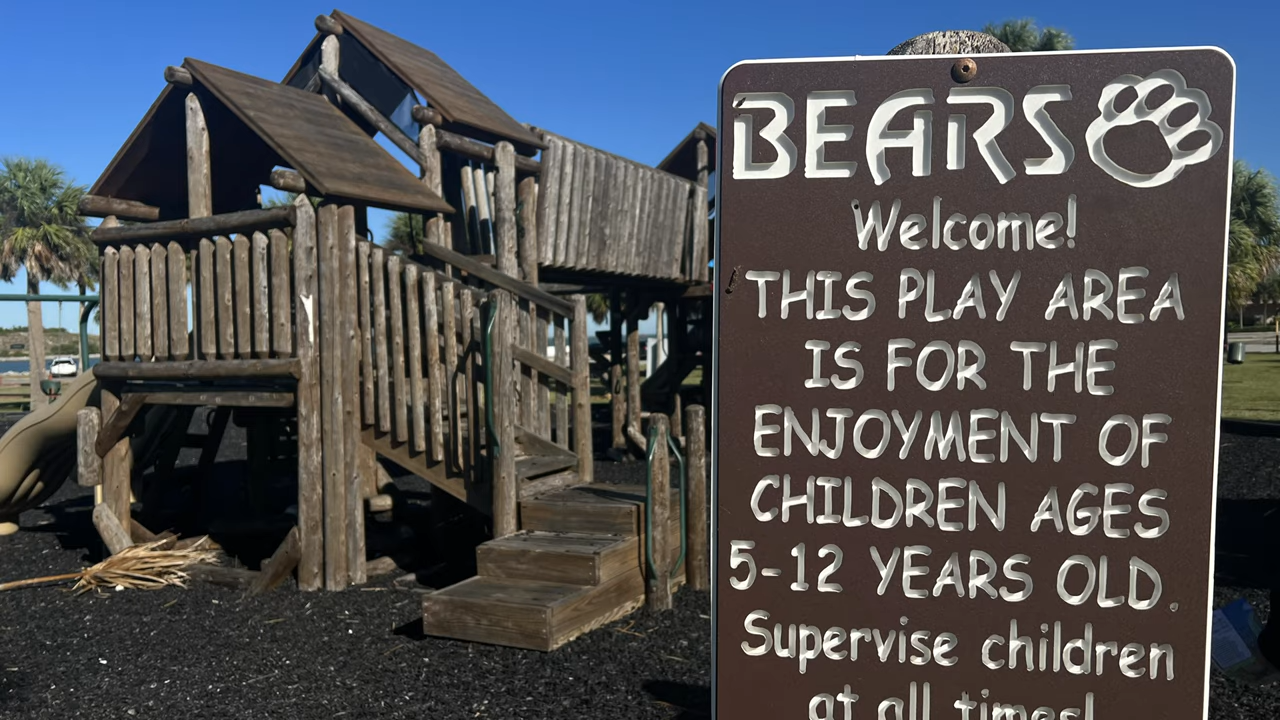 BEARS
Welcome!
THIS PLAY AREA
IS FOR THE
ENJOYMENT OF
CHILDREN AGES
5-12 YEARS OLD.
Supervise children
at all times!